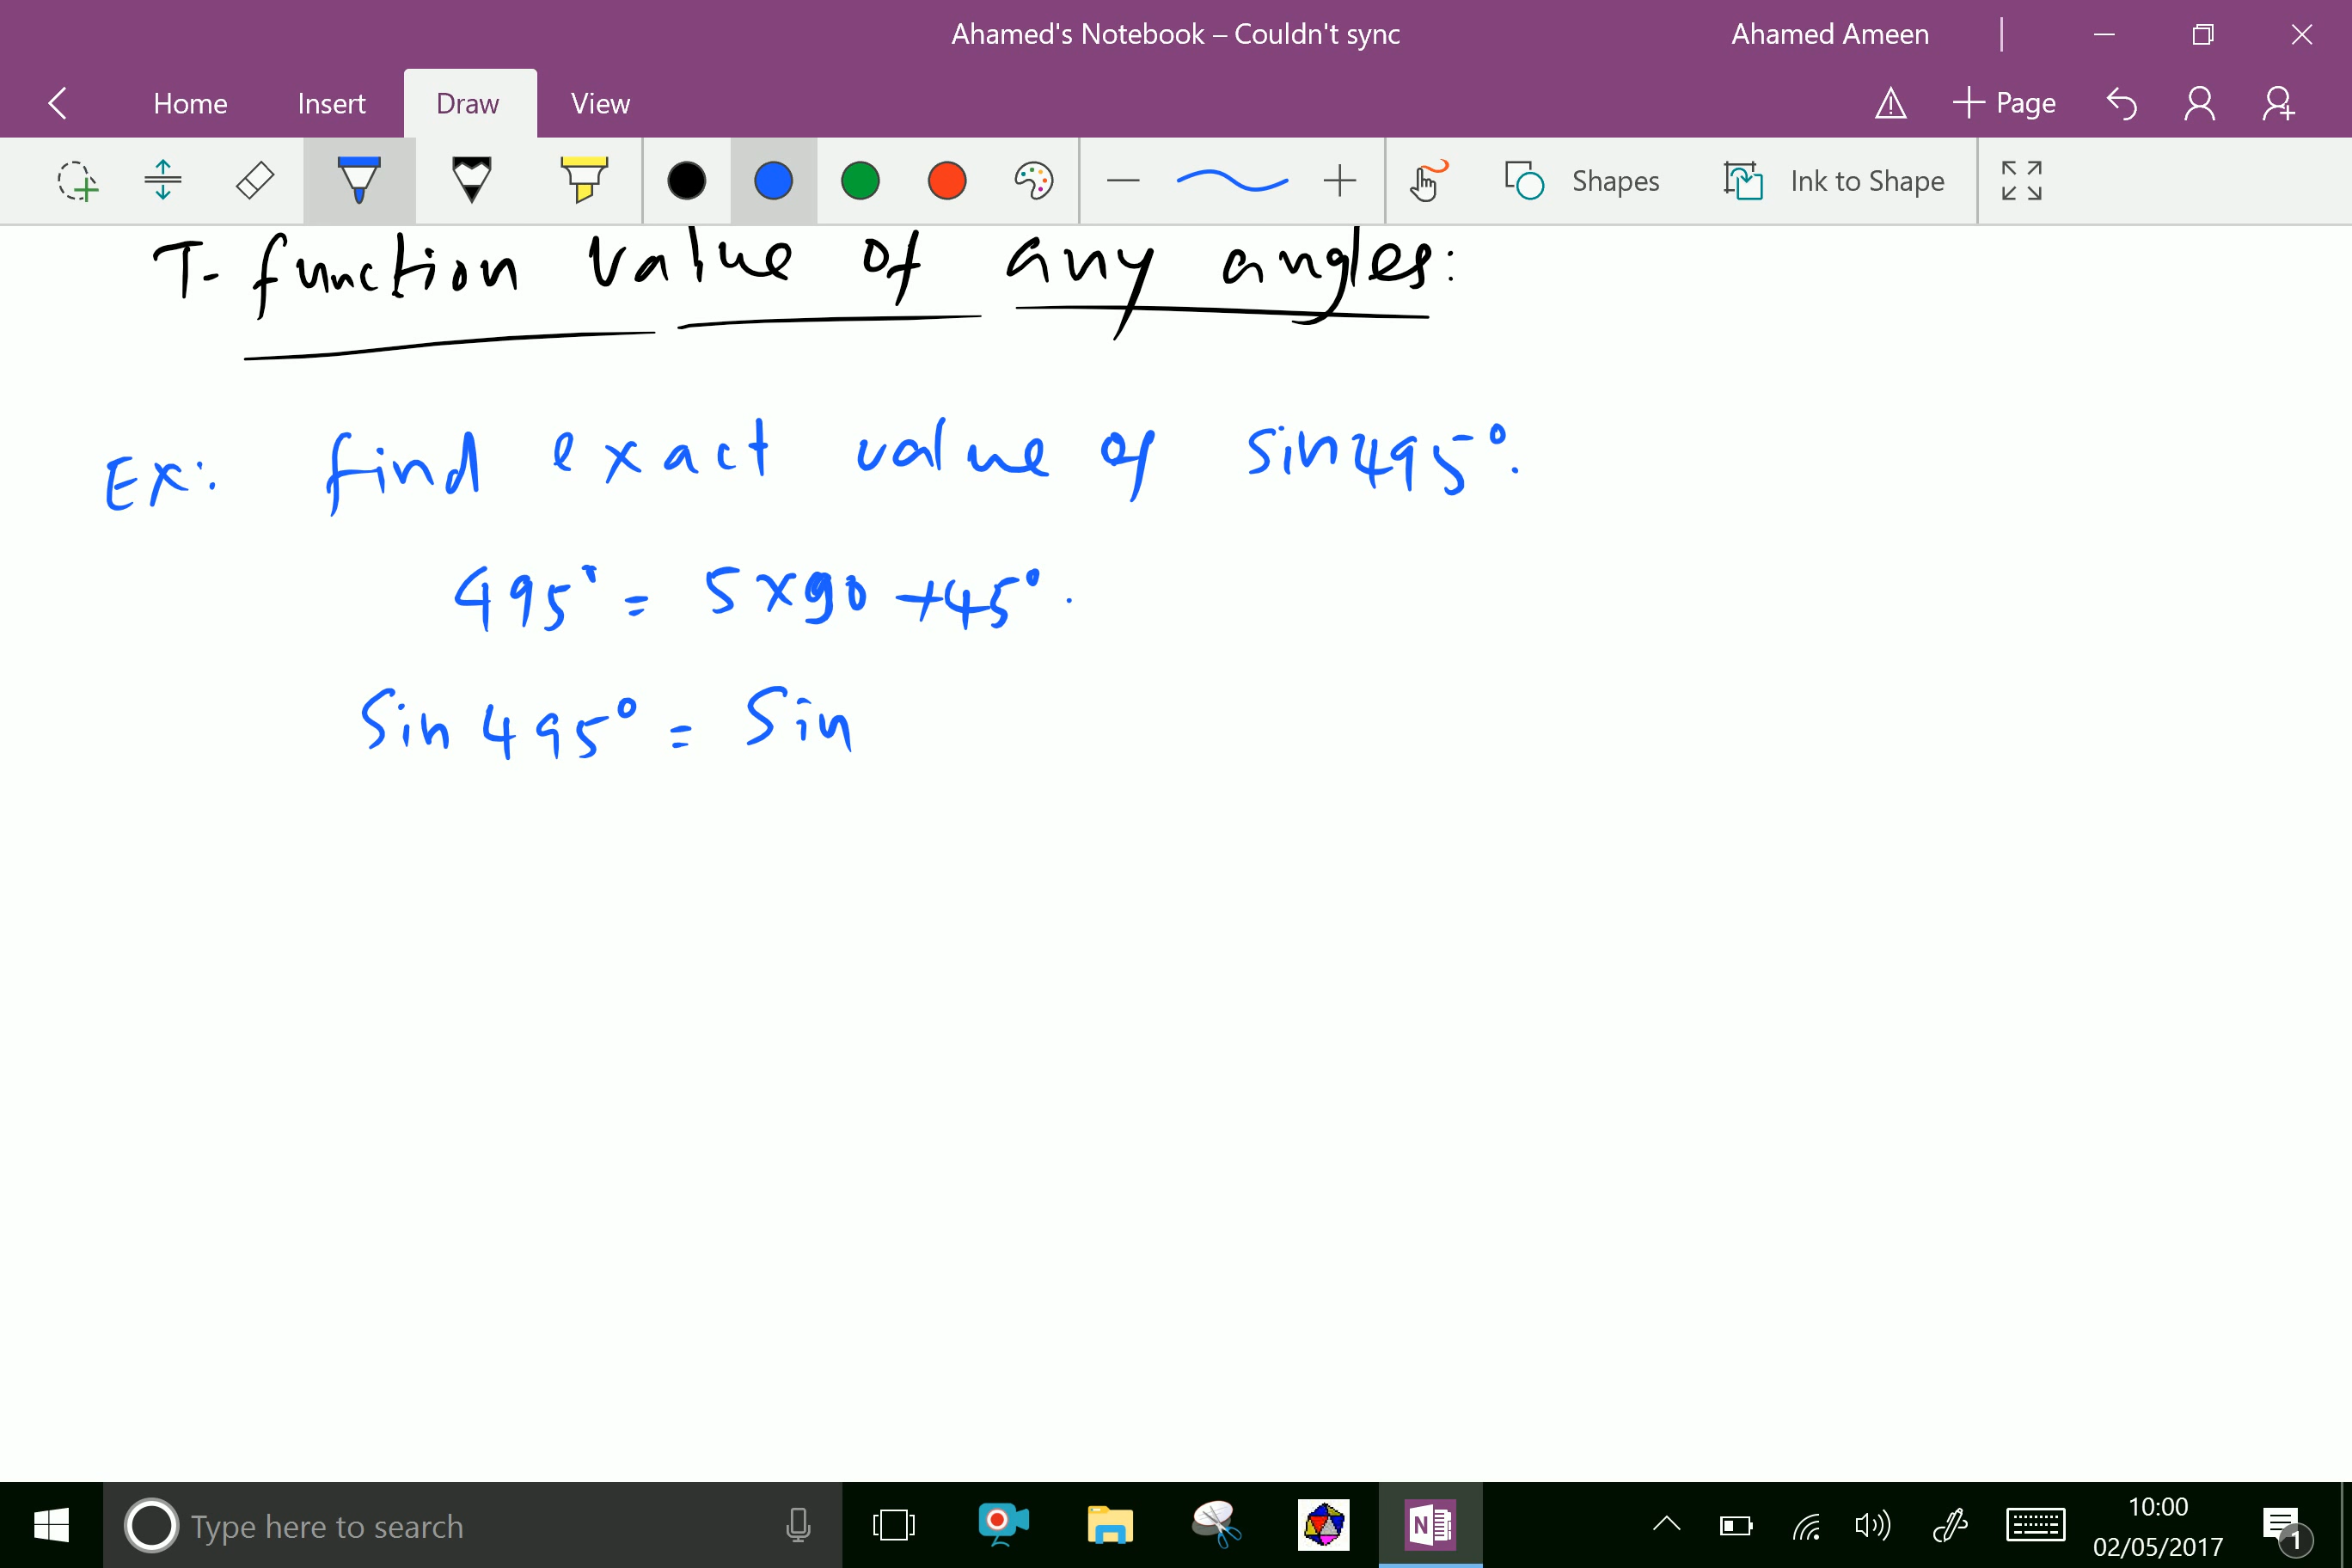 Ahamed's Notebook – Couldn't sync
Ahamed Ameen
Home Insert Draw View
Page
Shapes
Ink to Shape
T- function value of any angles:
Ex: find exact value of sin495°.
495° = 5x90 +45°.
Sin 495° = Sin
Type here to search
N
10:00
02/05/2017
1